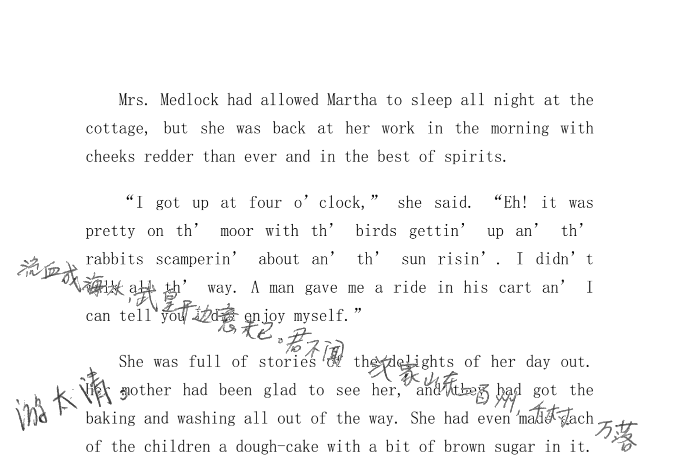 Mrs. Medlock had allowed Martha to sleep all night at the
cottage, but she was back at her work in the morning with
cheeks redder than ever and in the best of spirits.
“I got up at four o’clock,” she said. “Eh! it was
pretty on th’ moor with th’ birds gettin’ up an’ th’
rabbits scamperin’ about an’ th’ sun risin’. I didn’t
流血成海水,武皇开边意未已。君不闻
all th’ way. A man gave me a ride in his cart an’ I
can tell you did enjoy myself.”
She was full of stories of the delights of her day out.
汉家山东二百州,千村
万落
游太清。
mother had been glad to see her, and they had got the
baking and washing all out of the way. She had even made each
of the children a dough-cake with a bit of brown sugar in it.